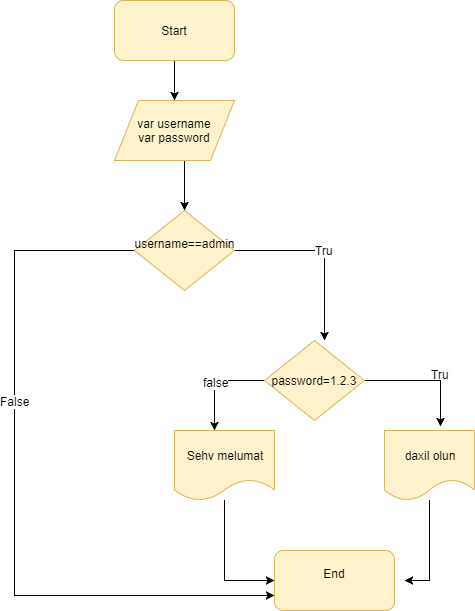 Start
var username
var password
username==admin
Tru
password=1.2.3
false
Tru
False
Sehv melumat
daxil olun
End